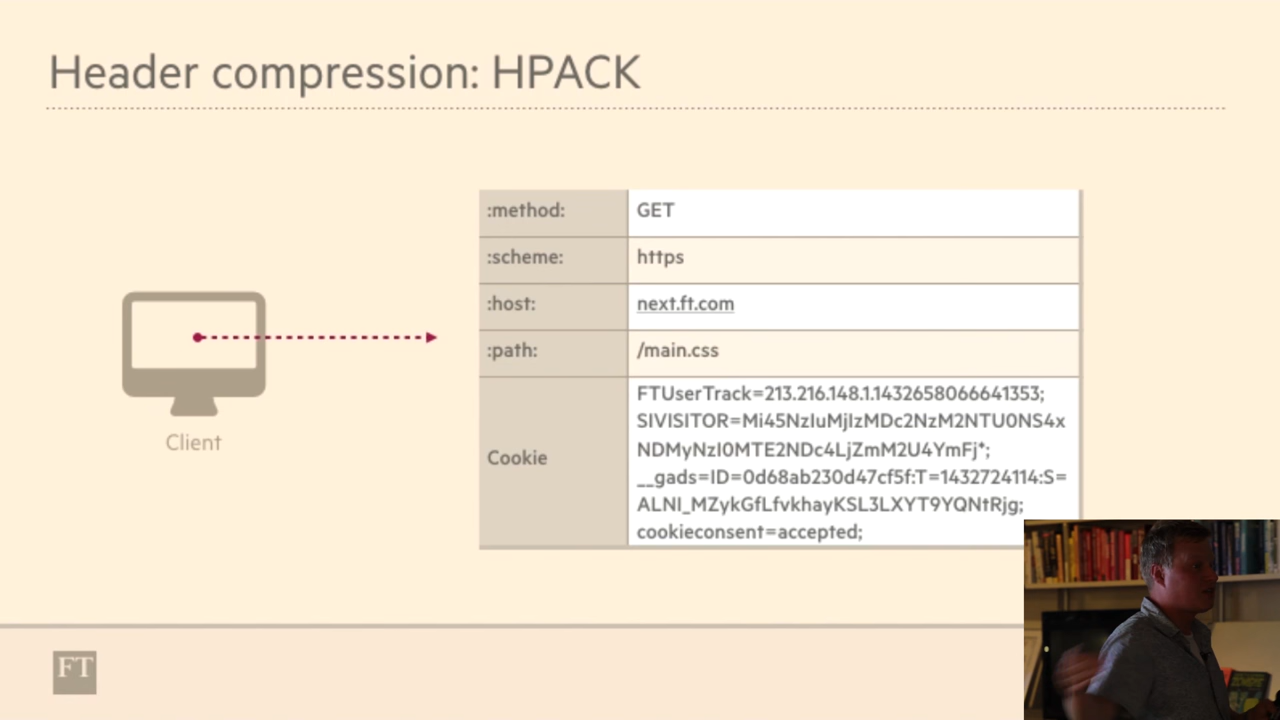 Header compression: HPACK
:method: GET
:scheme: https
:host: next.ft.com
:path: /main.css
Cookie
FTUserTrack=213.216.148.1.1432658066641353;
SIVISITOR=Mi45NzIuMjIzMDc2NzM2NTU0NS4x
NDMyNzI0MTE2NDc4LjZmM2U4YmFj*;
__gads=ID=0d68ab230d47cf5f:T=1432724114:S=
ALNI_MZykGfLfvkhayKSL3LXYT9YQNtRjg;
cookieconsent=accepted;
Client
FT